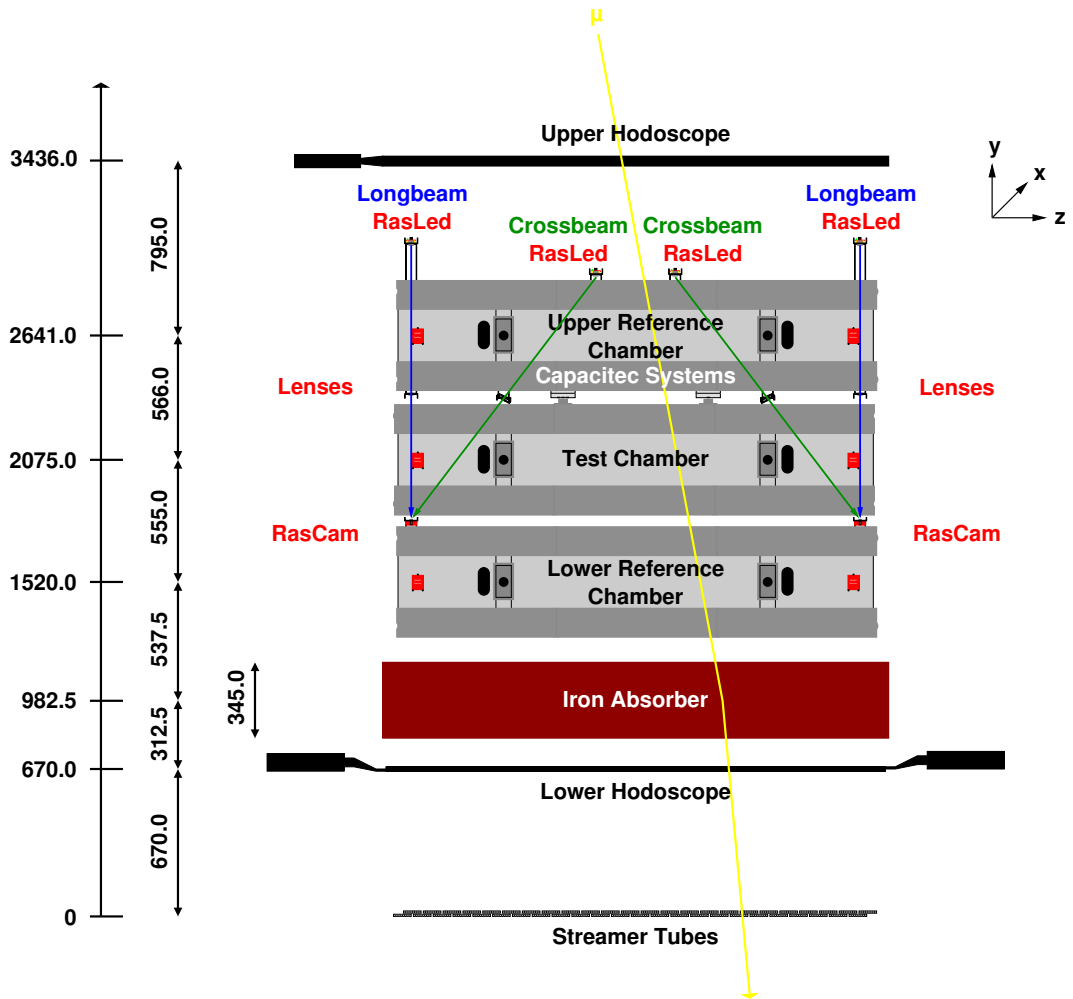 μ
Upper Hodoscope
3436.0
y
x
z
Longbeam
RasLed
Longbeam
RasLed
Crossbeam
RasLed
Crossbeam
RasLed
795.0
2641.0
Upper Reference
Chamber
Capacitec Systems
Lenses
Lenses
566.0
2075.0
Test Chamber
555.0
RasCam
RasCam
1520.0
Lower Reference
Chamber
537.5
982.5
345.0
Iron Absorber
312.5
670.0
Lower Hodoscope
670.0
0
Streamer Tubes